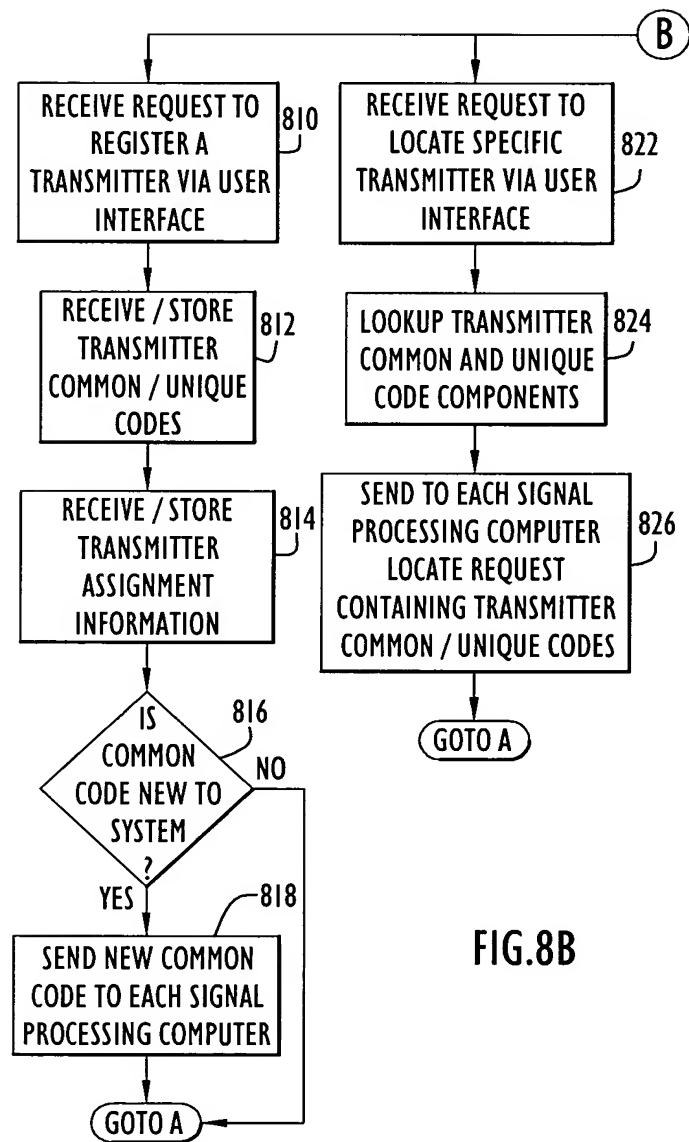 B
RECEIVE REQUEST TO
REGISTER A
TRANSMITTER VIA USER
INTERFACE
810
RECEIVE / STORE
TRANSMITTER
COMMON / UNIQUE
CODES
812
RECEIVE / STORE
TRANSMITTER
ASSIGNMENT
INFORMATION
814
IS
COMMON
CODE NEW TO
SYSTEM
?
816
NO
YES
818
SEND NEW COMMON
CODE TO EACH SIGNAL
PROCESSING COMPUTER
GOTO A
RECEIVE REQUEST TO
LOCATE SPECIFIC
TRANSMITTER VIA USER
INTERFACE
822
LOOKUP TRANSMITTER
COMMON AND UNIQUE
CODE COMPONENTS
824
SEND TO EACH SIGNAL
PROCESSING COMPUTER
LOCATE REQUEST
CONTAINING TRANSMITTER
COMMON / UNIQUE CODES
826
GOTO A
FIG.8B